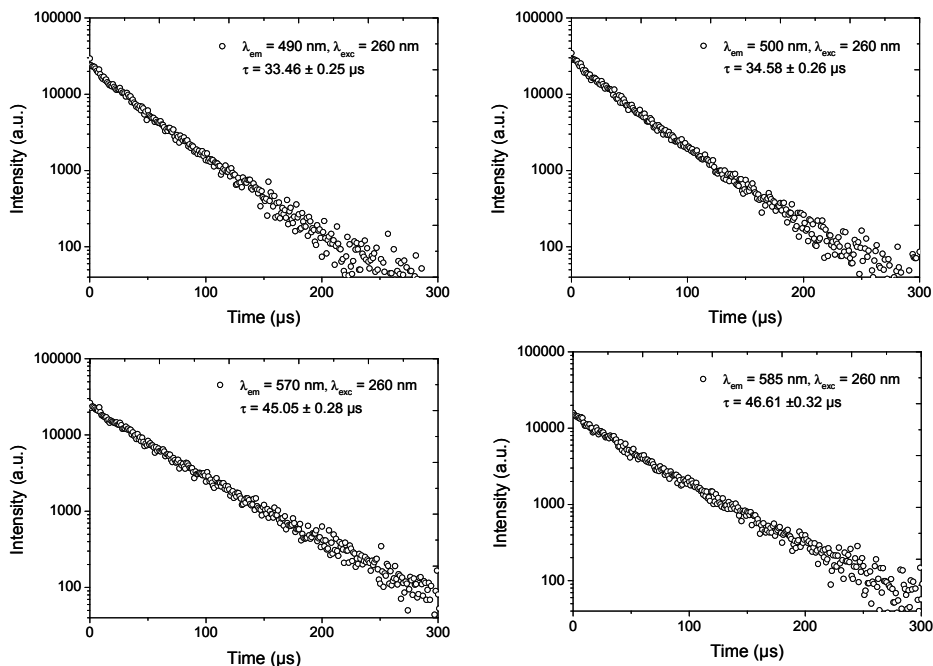 100000
10000
1000
100
Intensity (a.u.)
λem = 490 nm, λexc = 260 nm
τ = 33.46 ± 0.25 µs
0 100 200 300
Time (µs)
100000
10000
1000
100
Intensity (a.u.)
λem = 500 nm, λexc = 260 nm
τ = 34.58 ± 0.26 µs
0 100 200 300
Time (µs)
100000
10000
1000
100
Intensity (a.u.)
λem = 570 nm, λexc = 260 nm
τ = 45.05 ± 0.28 µs
0 100 200 300
Time (µs)
100000
10000
1000
100
Intensity (a.u.)
λem = 585 nm, λexc = 260 nm
τ = 46.61 ±0.32 µs
0 100 200 300
Time (µs)